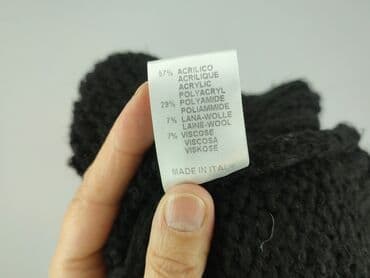 57% ACRILICO
ACRILIQUE
ACRYLIC
POLYACRYL
29% POLYAMIDE
POLIAMMIDE
7% LANA-WOLLE
LAINE-WOOL
7% VISCOSE
VISCOSA
VISKOSE
MADE IN ITALY